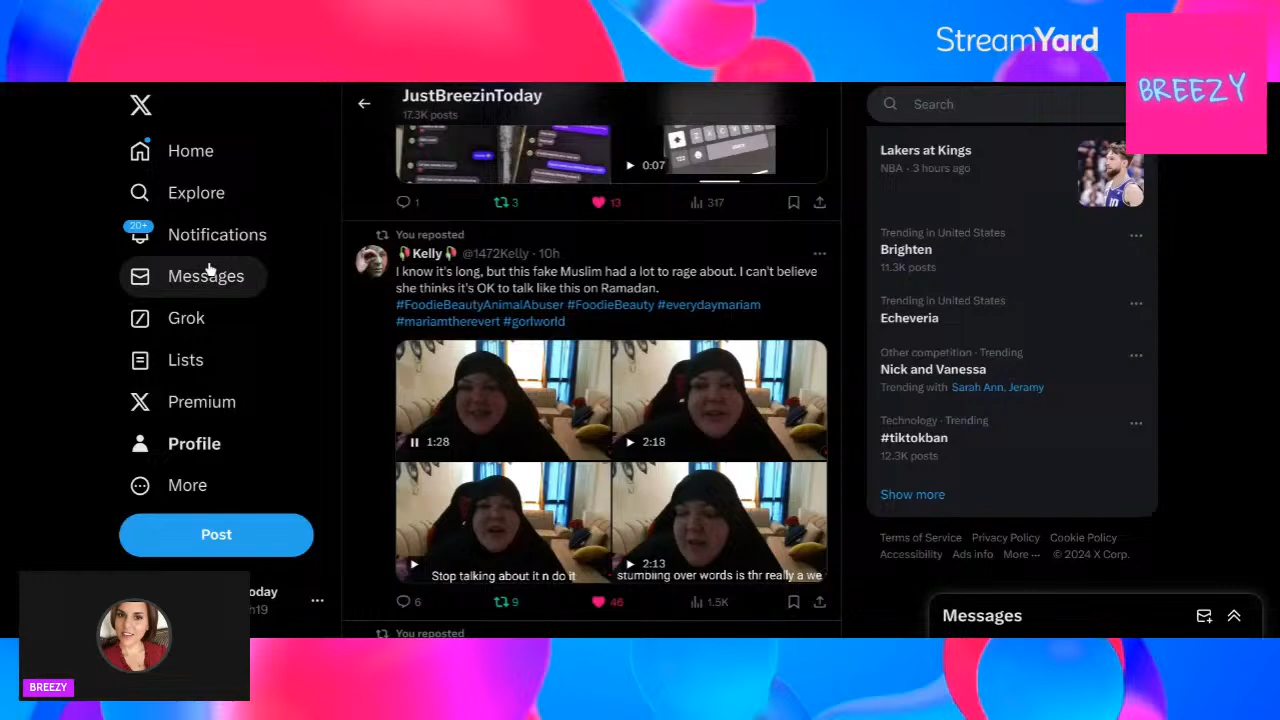 StreamYard
BREEZY
JustBreezinToday
17.3K posts
Home
Explore
20+
Notifications
Messages
Grok
Lists
Premium
Profile
More
Post
oday
h19
BREEZY
0:07
1
3
13
317
You reposted
Kelly @1472Kelly · 10h
I know it's long, but this fake Muslim had a lot to rage about. I can't believe
she thinks it's OK to talk like this on Ramadan.
#FoodieBeautyAnimalAbuser #FoodieBeauty #everydaymariam
#mariamtherevert #gorlworld
1:28
2:18
Stop talking about it n do it
2:13
stumbling over words is thr really a we
6
9
46
1.5K
You reposted
Search
Lakers at Kings
NBA · 3 hours ago
Trending in United States
Brighten
11.3K posts
Trending in United States
Echeveria
Other competition · Trending
Nick and Vanessa
Trending with Sarah Ann, Jeramy
Technology · Trending
#tiktokban
12.3K posts
Show more
Terms of Service Privacy Policy Cookie Policy
Accessibility Ads info More ··· © 2024 X Corp.
Messages